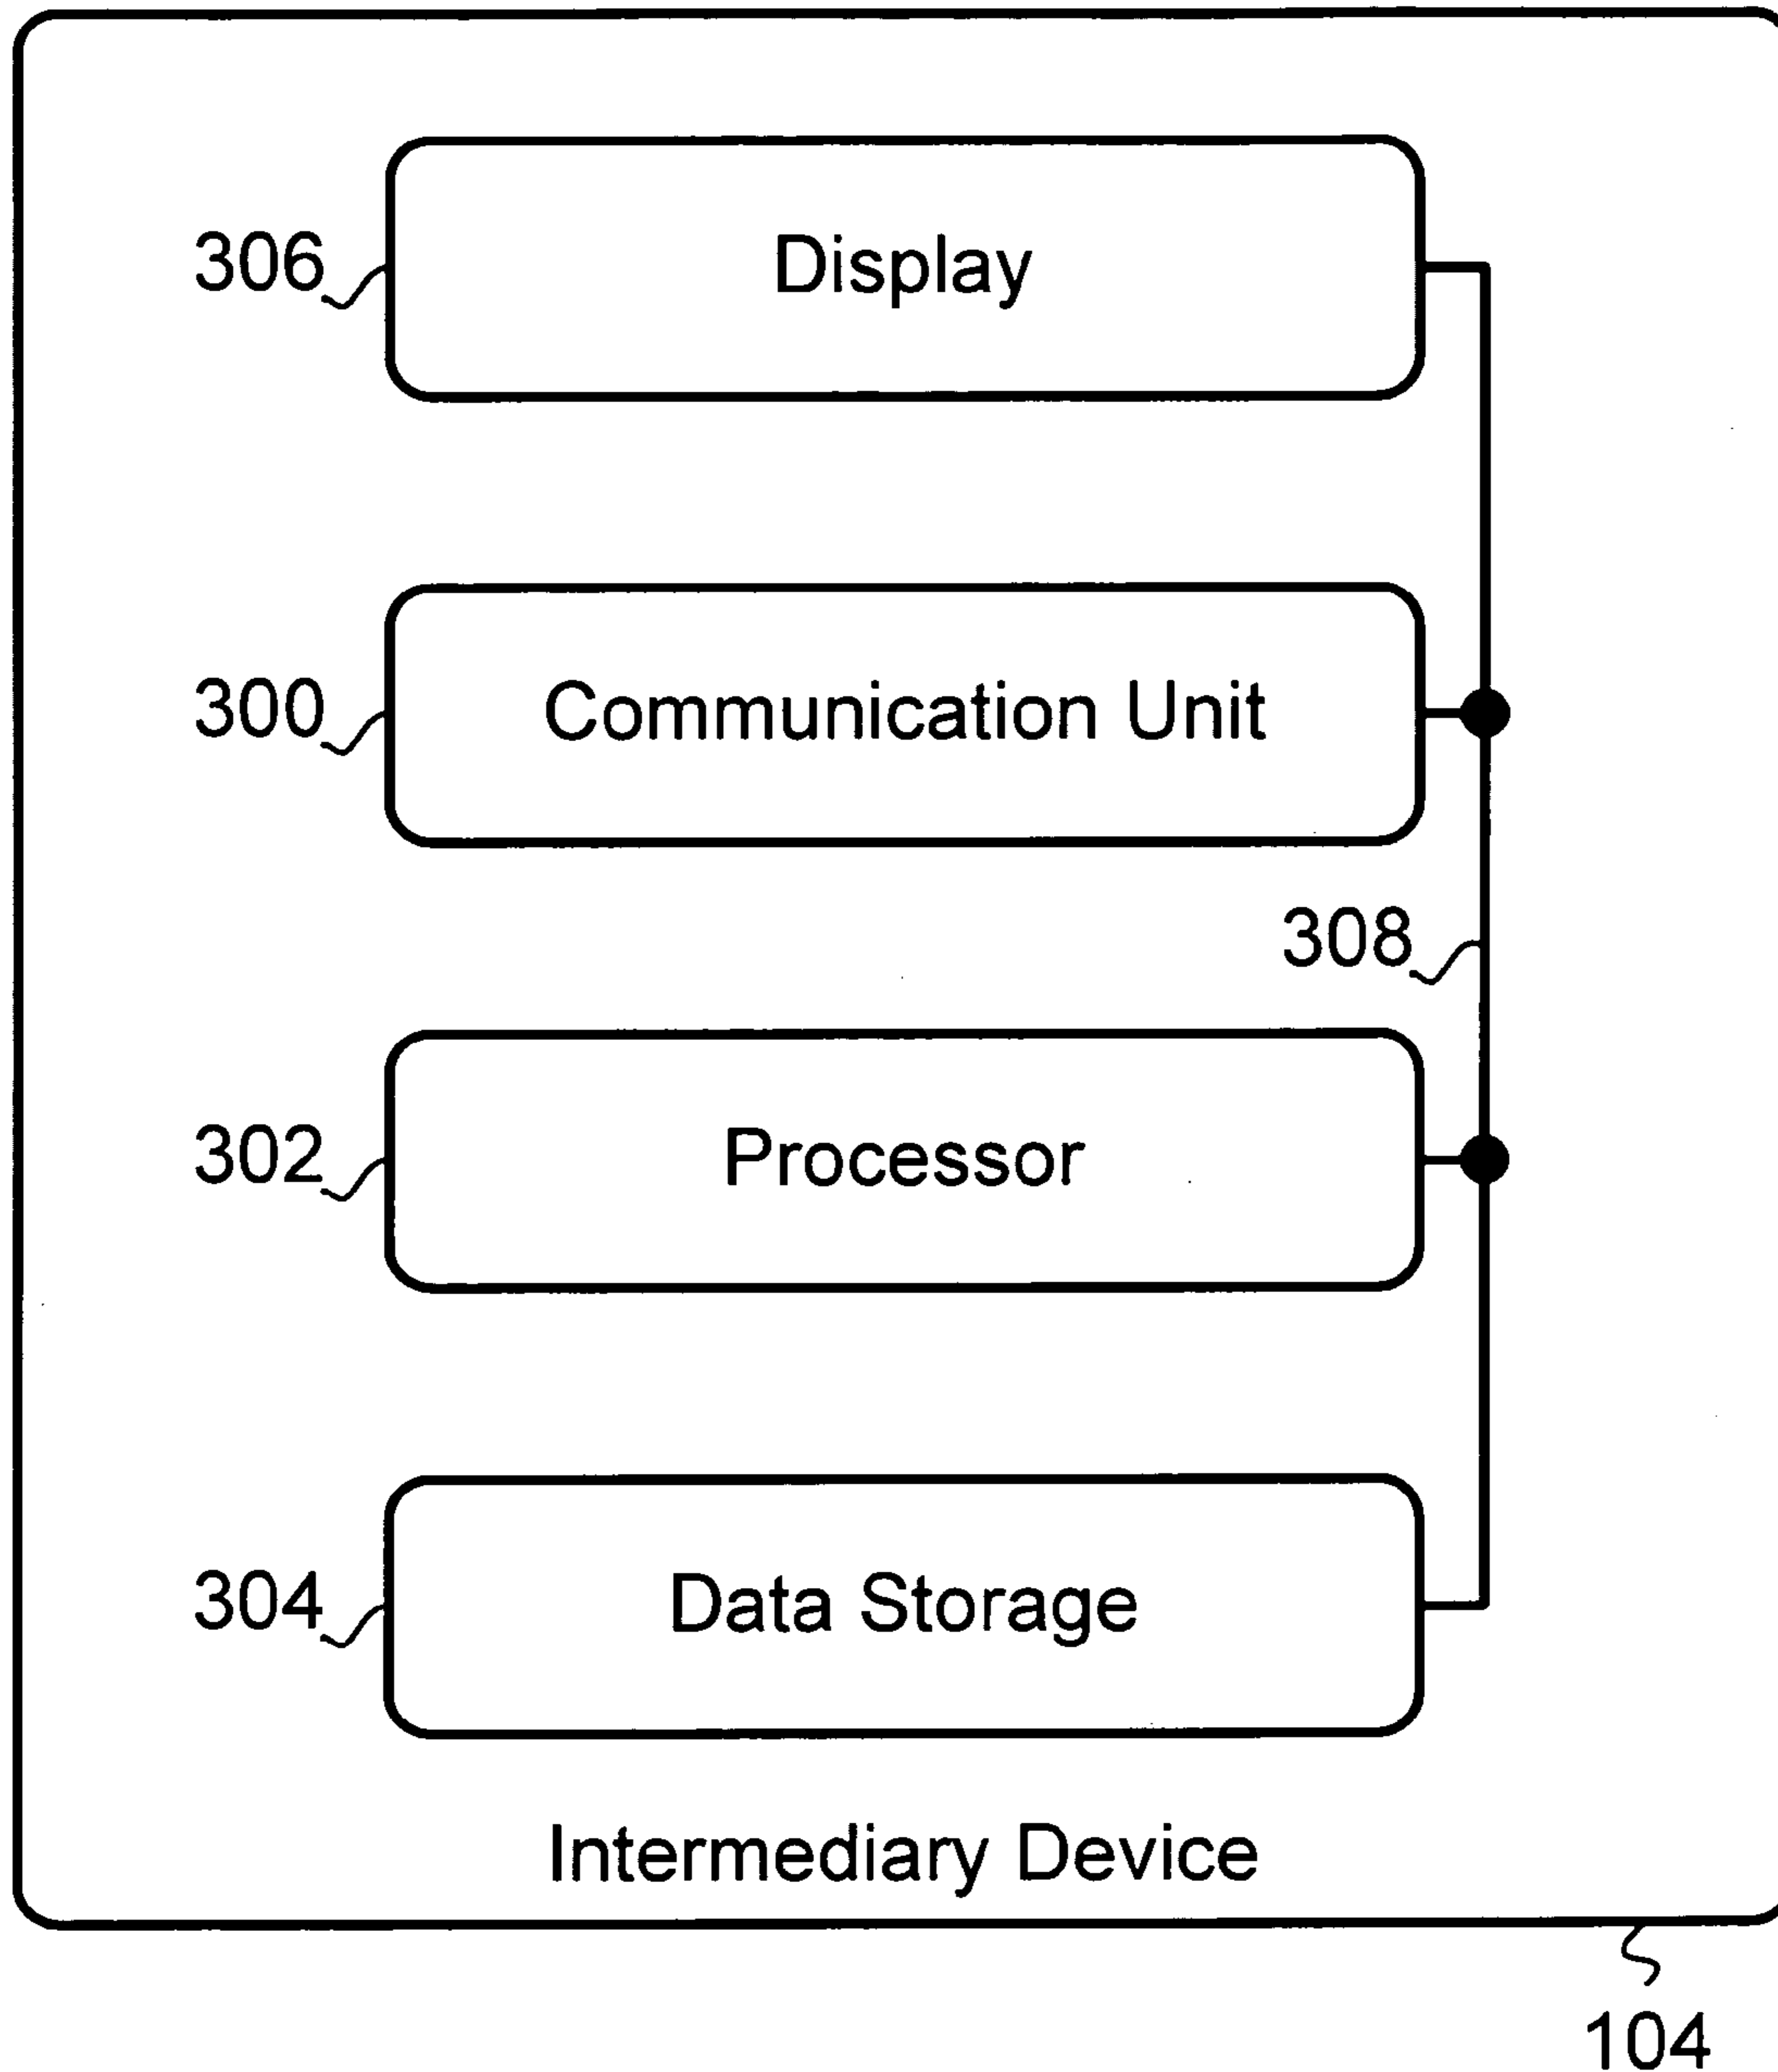 306 Display
300 Communication Unit
308
302 Processor
304 Data Storage
Intermediary Device
104